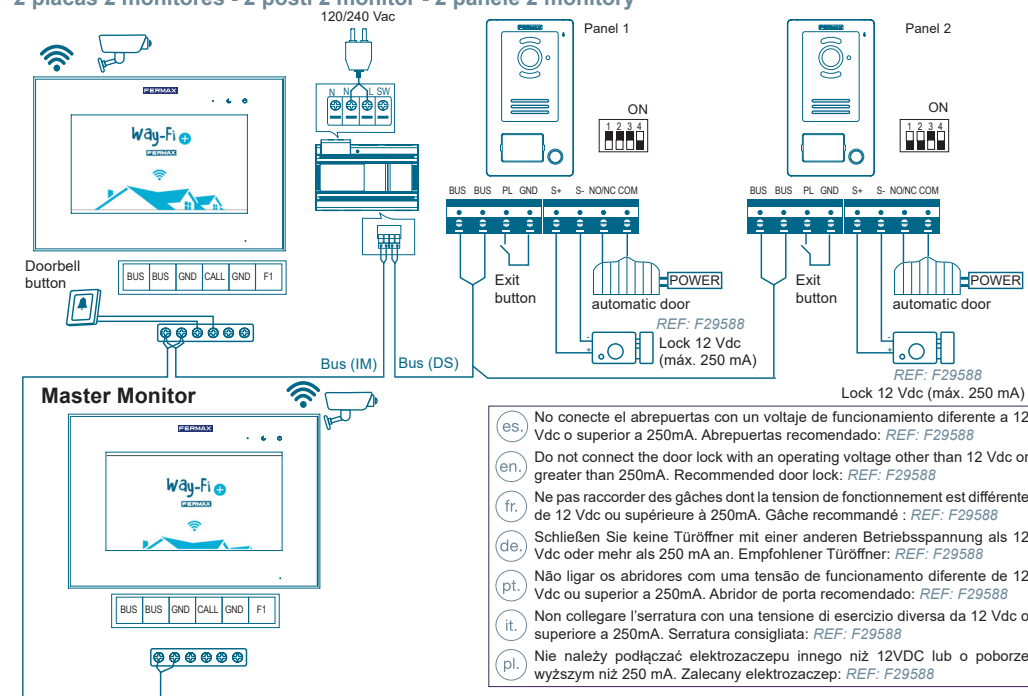 2 placas 2 monitores - 2 posti 2 monitor - 2 panele 2 monitory
120/240 Vac
N N L SW
FERMAX
Way-Fi +
FERMAX
Doorbell
button
BUS BUS GND CALL GND F1
Bus (IM)
Bus (DS)
FERMAX
Panel 1
ON
1 2 3 4
BUS BUS PL GND S+ S- NO/NC COM
Exit
button
POWER
automatic door
REF: F29588
+
-
Lock 12 Vdc
(máx. 250 mA)
FERMAX
Panel 2
ON
1 2 3 4
BUS BUS PL GND S+ S- NO/NC COM
Exit
button
POWER
automatic door
+
-
REF: F29588
Lock 12 Vdc (máx. 250 mA)
Master Monitor
FERMAX
Way-Fi +
FERMAX
BUS BUS GND CALL GND F1
es. No conecte el abrepuertas con un voltaje de funcionamiento diferente a 12
Vdc o superior a 250mA. Abrepuertas recomendado: REF: F29588
en. Do not connect the door lock with an operating voltage other than 12 Vdc or
greater than 250mA. Recommended door lock: REF: F29588
fr. Ne pas raccorder des gâches dont la tension de fonctionnement est différente
de 12 Vdc ou supérieure à 250mA. Gâche recommandé : REF: F29588
de. Schließen Sie keine Türöffner mit einer anderen Betriebsspannung als 12
Vdc oder mehr als 250 mA an. Empfohlener Türöffner: REF: F29588
pt. Não ligar os abridores com uma tensão de funcionamento diferente de 12
Vdc ou superior a 250mA. Abridor de porta recomendado: REF: F29588
it. Non collegare l'serratura con una tensione di esercizio diversa da 12 Vdc o
superiore a 250mA. Serratura consigliata: REF: F29588
pl. Nie należy podłączać elektrozaczepu innego niż 12VDC lub o poborze
wyższym niż 250 mA. Zalecany elektrozaczep: REF: F29588